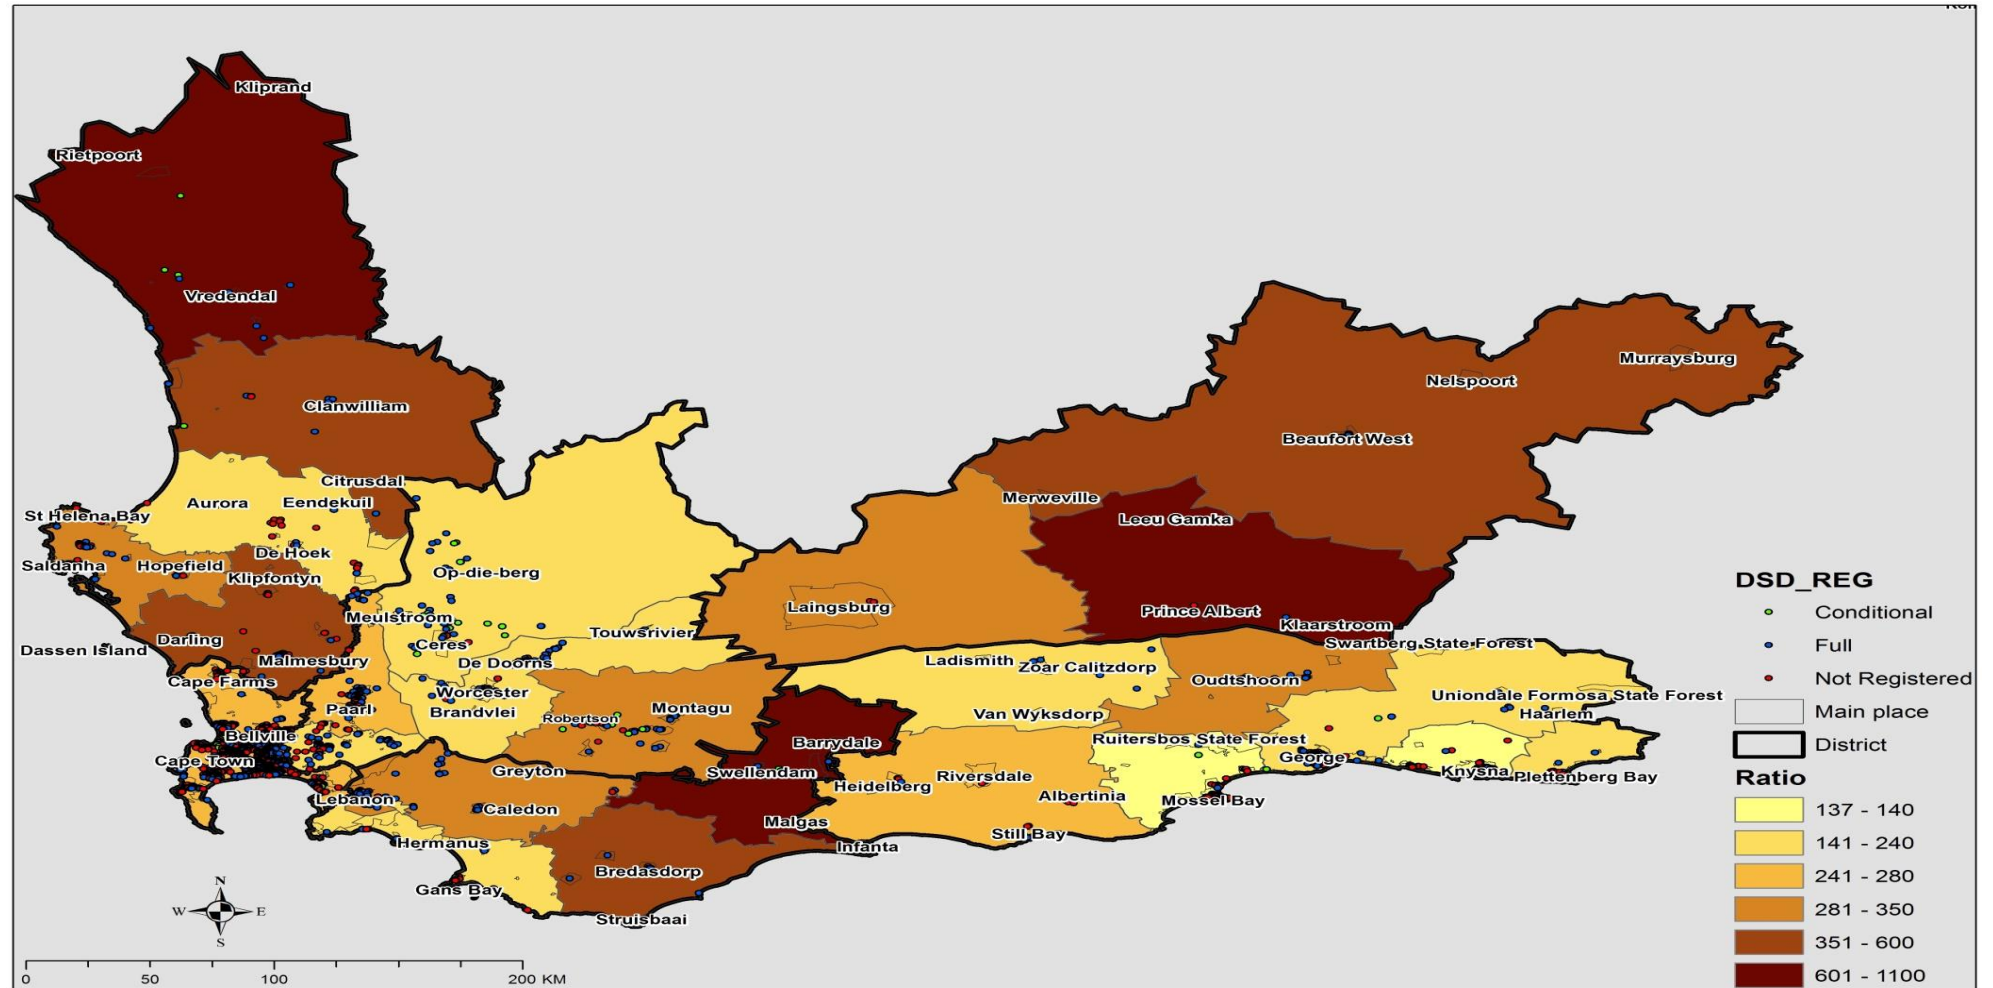 Kliprand
Rietpoort
Vredendal
Clanwilliam
Murraysburg
Nelspoort
Beaufort West
Citrusdal
Aurora
Eendekuil
Merweville
St Helena Bay
Leeu Gamka
De Hoek
Saldanha
Hopefield
Op-die-berg
Klipfontyn
Laingsburg
Prince Albert
Meulstroom
Klaarstroom
Touwsrivier
Darling
Ceres
Swartberg State Forest
Dassen Island
Malmesbury
De Doorns
Ladismith
Zoar Calitzdorp
Cape Farms
Oudtshoorn
Worcester
Uniondale Formosa State Forest
Paarl
Brandvlei
Robertson
Montagu
Van Wyksdorp
Haarlem
Bellville
Barrydale
Ruitersbos State Forest
Cape Town
Greyton
Swellendam
George
Knysna
Plettenberg Bay
Heidelberg
Riversdale
Lebanon
Caledon
Albertinia
Mossel Bay
Malgas
Still Bay
Hermanus
Infanta
Bredasdorp
Gans Bay
Struisbaai
N
W E
S
0 50 100 200 KM
DSD_REG
Conditional
Full
Not Registered
Main place
District
Ratio
137 - 140
141 - 240
241 - 280
281 - 350
351 - 600
601 - 1100